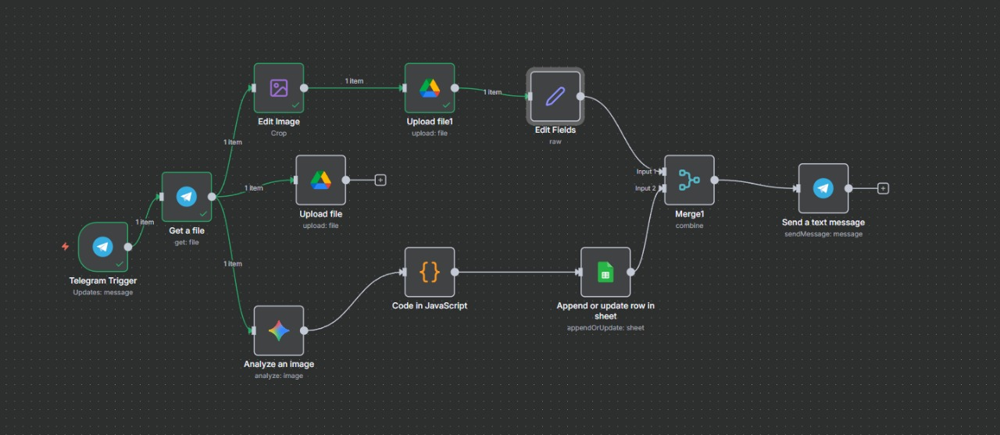 1 item
Edit Image
Crop
Upload file1
upload: file
1 item
Edit Fields
raw
1 item
Input 1
Input 2
Merge1
combine
Send a text message
sendMessage: message
1 item
Upload file
upload: file
Get a file
get: file
1 item
Telegram Trigger
Updates: message
1 item
{}
Code in JavaScript
Append or update row in
sheet
appendOrUpdate: sheet
Analyze an image
analyze: image